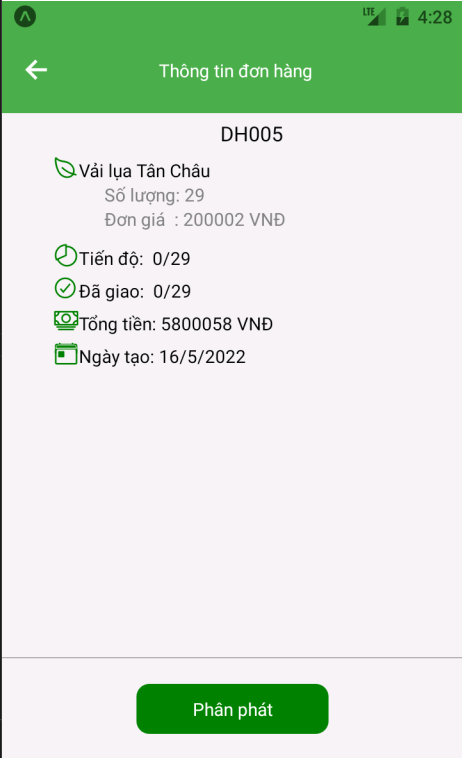 LTE 4:28
Thông tin đơn hàng
DH005
Vải lụa Tân Châu
Số lượng: 29
Đơn giá : 200002 VNĐ
Tiến độ: 0/29
Đã giao: 0/29
Tổng tiền: 5800058 VNĐ
Ngày tạo: 16/5/2022
Phân phát